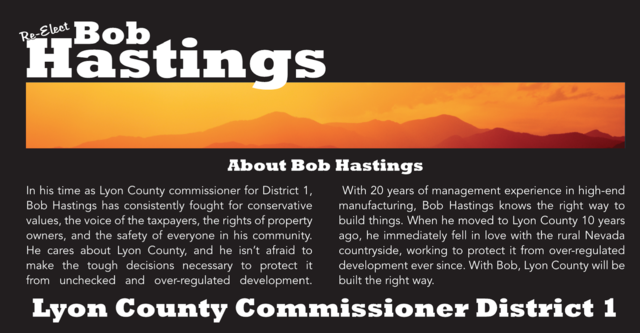 Re-Elect
Bob
Hastings
About Bob Hastings
In his time as Lyon County commissioner for District 1,
Bob Hastings has consistently fought for conservative
values, the voice of the taxpayers, the rights of property
owners, and the safety of everyone in his community.
He cares about Lyon County, and he isn't afraid to
make the tough decisions necessary to protect it
from unchecked and over-regulated development.
With 20 years of management experience in high-end
manufacturing, Bob Hastings knows the right way to
build things. When he moved to Lyon County 10 years
ago, he immediately fell in love with the rural Nevada
countryside, working to protect it from over-regulated
development ever since. With Bob, Lyon County will be
built the right way.
Lyon County Commissioner District 1